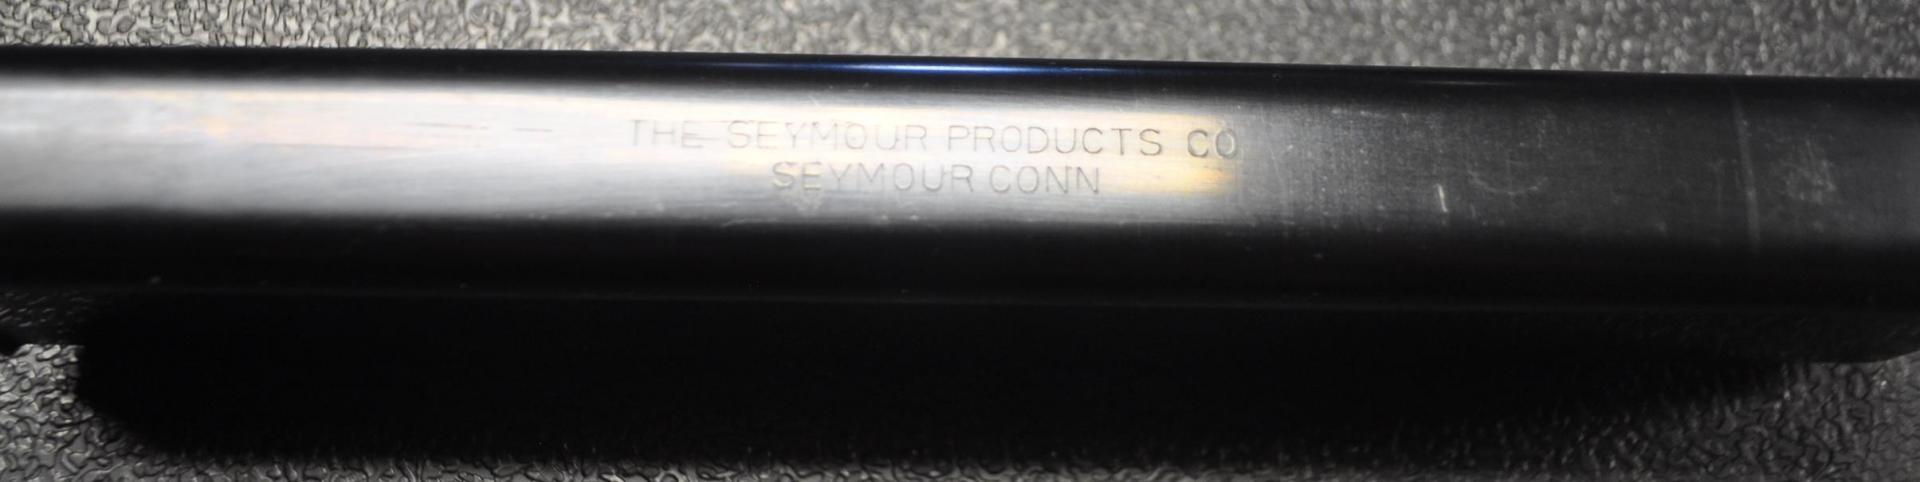 THE SEYMOUR PRODUCTS CO
SEYMOUR CONN